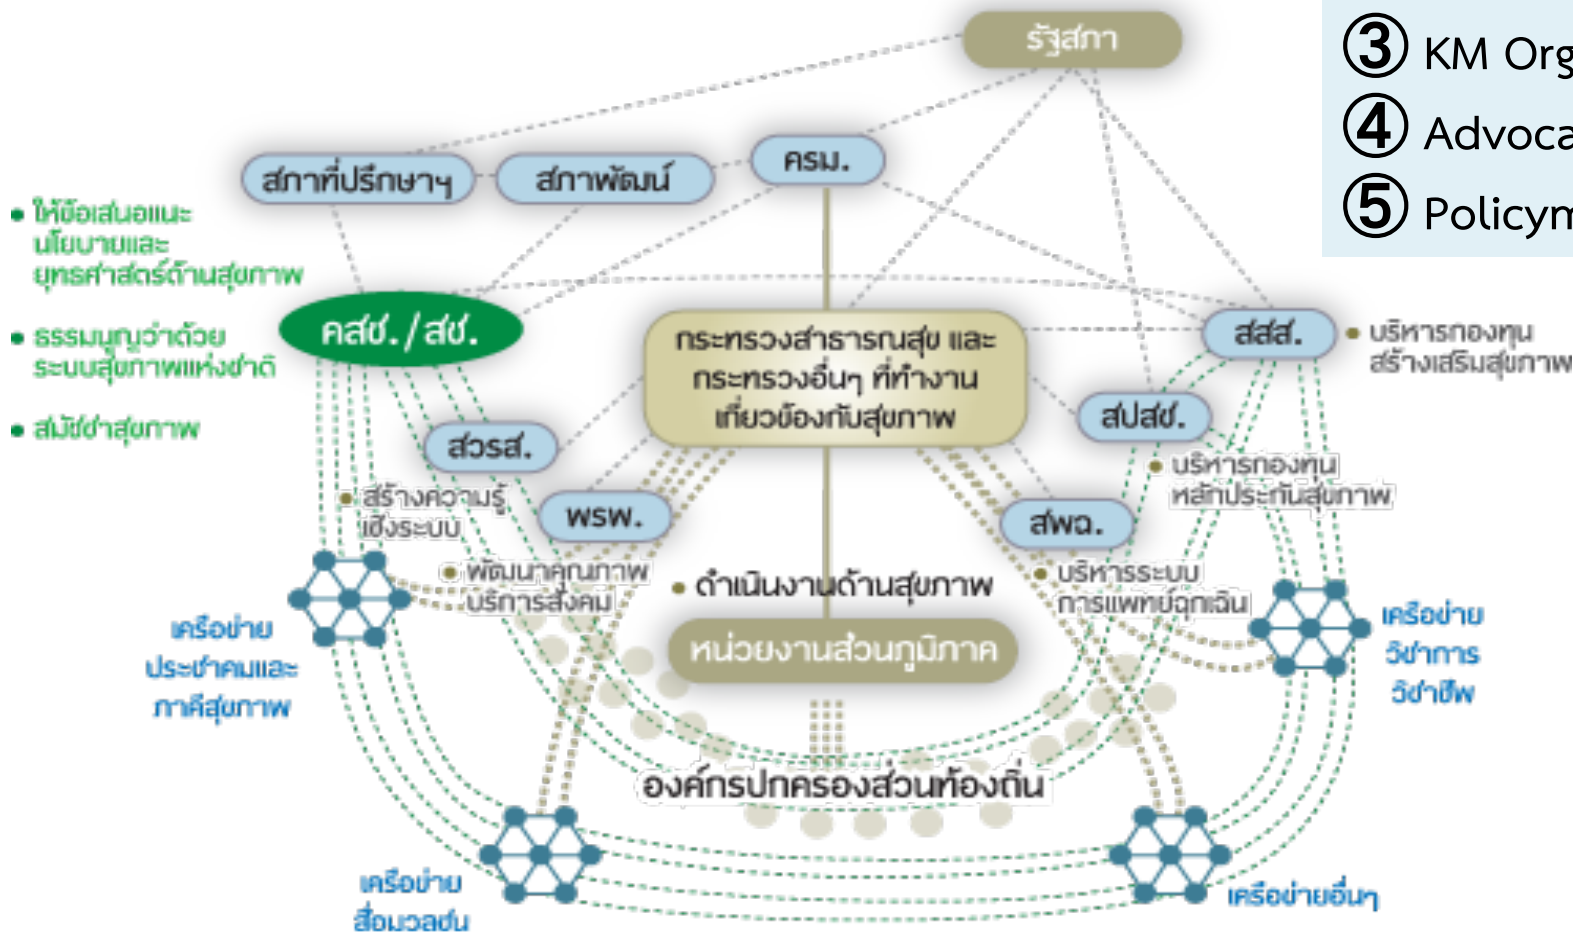 รัฐสภา
③ KM Org
④ Advoca
⑤ Policym
สภาที่ปรึกษาฯ
สภาพัฒน์
ครม.
• ให้ข้อเสนอแนะ
นโยบายและ
ยุทธศาสตร์ด้านสุขภาพ
• ธรรมนูญว่าด้วย
ระบบสุขภาพแห่งชาติ
• สมัชชาสุขภาพ
คสช./สช.
กระทรวงสาธารณสุข และ
กระทรวงอื่นๆ ที่ทำงาน
เกี่ยวข้องกับสุขภาพ
สสส.
• บริหารกองทุน
สร้างเสริมสุขภาพ
สปสช.
• บริหารกองทุน
หลักประกันสุขภาพ
สวรส.
• สร้างความรู้
เชิงระบบ
พรพ.
• พัฒนาคุณภาพ
บริการสังคม
สพฉ.
• บริหารระบบ
การแพทย์ฉุกเฉิน
• ดำเนินงานด้านสุขภาพ
หน่วยงานส่วนภูมิภาค
เครือข่าย
ประชาคมและ
ภาคีสุขภาพ
เครือข่าย
วิชาการ
วิชาชีพ
องค์กรปกครองส่วนท้องถิ่น
เครือข่าย
สื่อมวลชน
เครือข่ายอื่นๆ